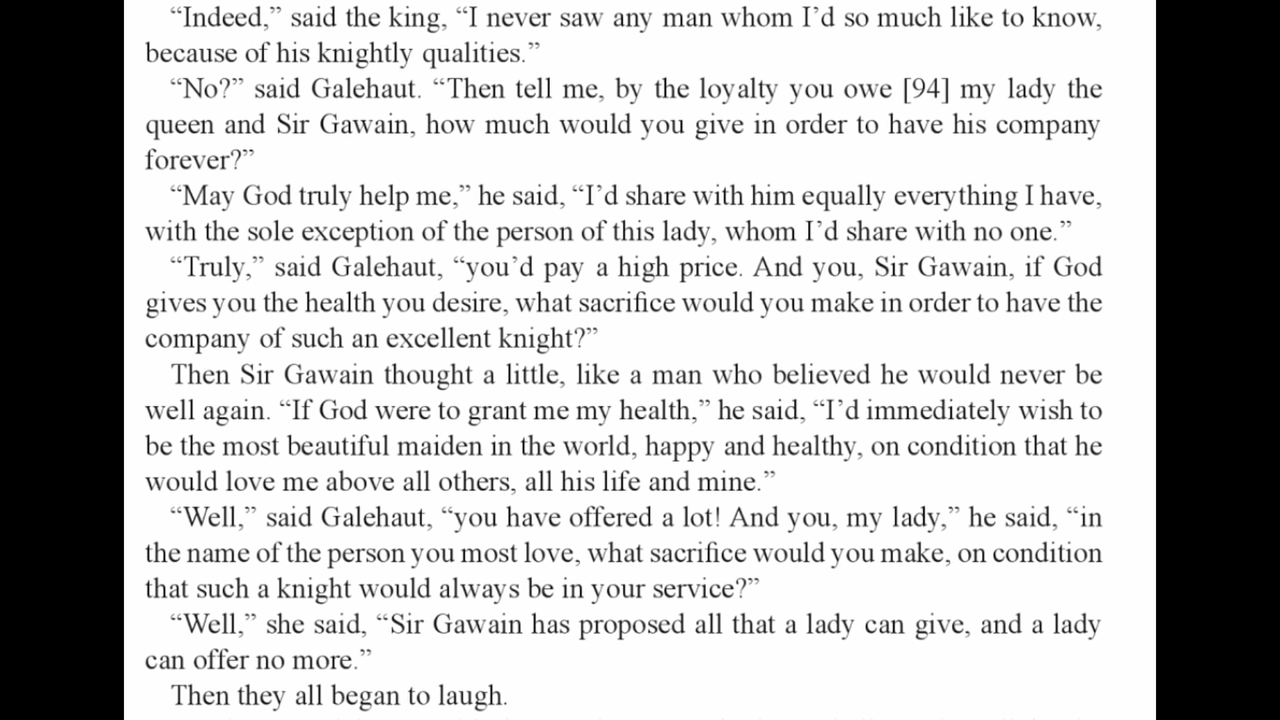 “Indeed,” said the king, “I never saw any man whom I’d so much like to know,
because of his knightly qualities.”
“No?” said Galehaut. “Then tell me, by the loyalty you owe [94] my lady the
queen and Sir Gawain, how much would you give in order to have his company
forever?”
“May God truly help me,” he said, “I’d share with him equally everything I have,
with the sole exception of the person of this lady, whom I’d share with no one.”
“Truly,” said Galehaut, “you’d pay a high price. And you, Sir Gawain, if God
gives you the health you desire, what sacrifice would you make in order to have the
company of such an excellent knight?”
Then Sir Gawain thought a little, like a man who believed he would never be
well again. “If God were to grant me my health,” he said, “I’d immediately wish to
be the most beautiful maiden in the world, happy and healthy, on condition that he
would love me above all others, all his life and mine.”
“Well,” said Galehaut, “you have offered a lot! And you, my lady,” he said, “in
the name of the person you most love, what sacrifice would you make, on condition
that such a knight would always be in your service?”
“Well,” she said, “Sir Gawain has proposed all that a lady can give, and a lady
can offer no more.”
Then they all began to laugh.